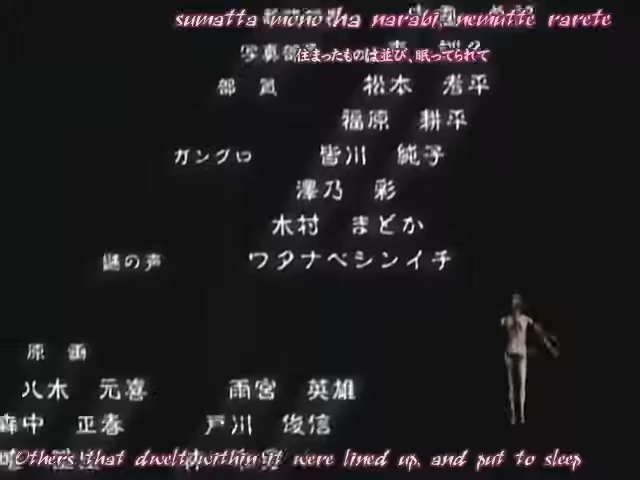 sumatta mono ha narabi, nemutte rarete
写真部
住まったものは並び、眠ってられて
部員 松本 考平
福原 耕平
ガングロ 皆川 純子
澤乃 彩
木村 まどか
謎の声 ワタナベシンイチ
原画
八木 元喜 雨宮 英雄
森中 正春 戸川 俊信
Others that dwelt within it were lined up, and put to sleep